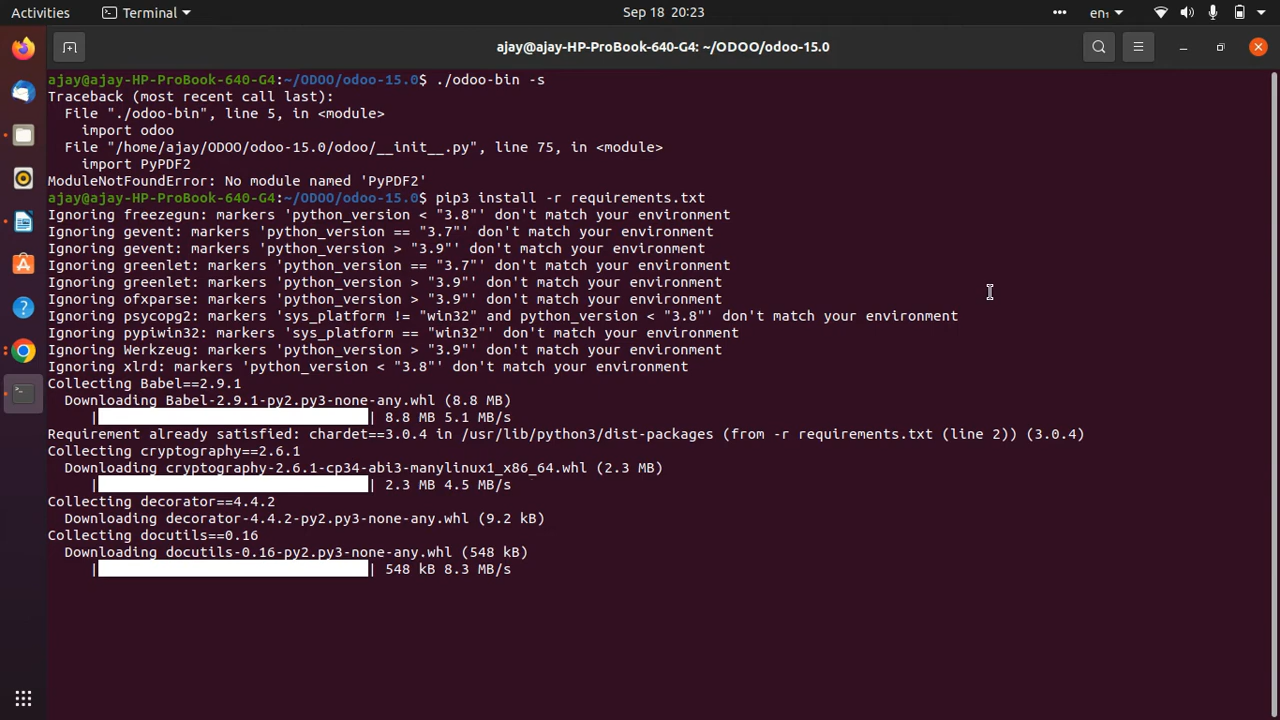 Activities
Terminal
Sep 18 20:23
en₁
ajay@ajay-HP-ProBook-640-G4: ~/ODOO/odoo-15.0
ajay@ajay-HP-ProBook-640-G4:~/ODOO/odoo-15.0$ ./odoo-bin -s
Traceback (most recent call last):
  File "./odoo-bin", line 5, in <module>
    import odoo
  File "/home/ajay/ODOO/odoo-15.0/odoo/__init__.py", line 75, in <module>
    import PyPDF2
ModuleNotFoundError: No module named 'PyPDF2'
ajay@ajay-HP-ProBook-640-G4:~/ODOO/odoo-15.0$ pip3 install -r requirements.txt
Ignoring freezegun: markers 'python_version < "3.8"' don't match your environment
Ignoring gevent: markers 'python_version == "3.7"' don't match your environment
Ignoring gevent: markers 'python_version > "3.9"' don't match your environment
Ignoring greenlet: markers 'python_version == "3.7"' don't match your environment
Ignoring greenlet: markers 'python_version > "3.9"' don't match your environment
Ignoring ofxparse: markers 'python_version > "3.9"' don't match your environment
Ignoring psycopg2: markers 'sys_platform != "win32" and python_version < "3.8"' don't match your environment
Ignoring pypiwin32: markers 'sys_platform == "win32"' don't match your environment
Ignoring Werkzeug: markers 'python_version > "3.9"' don't match your environment
Ignoring xlrd: markers 'python_version < "3.8"' don't match your environment
Collecting Babel==2.9.1
  Downloading Babel-2.9.1-py2.py3-none-any.whl (8.8 MB)
     |████████████████████████████████| 8.8 MB 5.1 MB/s
Requirement already satisfied: chardet==3.0.4 in /usr/lib/python3/dist-packages (from -r requirements.txt (line 2)) (3.0.4)
Collecting cryptography==2.6.1
  Downloading cryptography-2.6.1-cp34-abi3-manylinux1_x86_64.whl (2.3 MB)
     |████████████████████████████████| 2.3 MB 4.5 MB/s
Collecting decorator==4.4.2
  Downloading decorator-4.4.2-py2.py3-none-any.whl (9.2 kB)
Collecting docutils==0.16
  Downloading docutils-0.16-py2.py3-none-any.whl (548 kB)
     |████████████████████████████████| 548 kB 8.3 MB/s